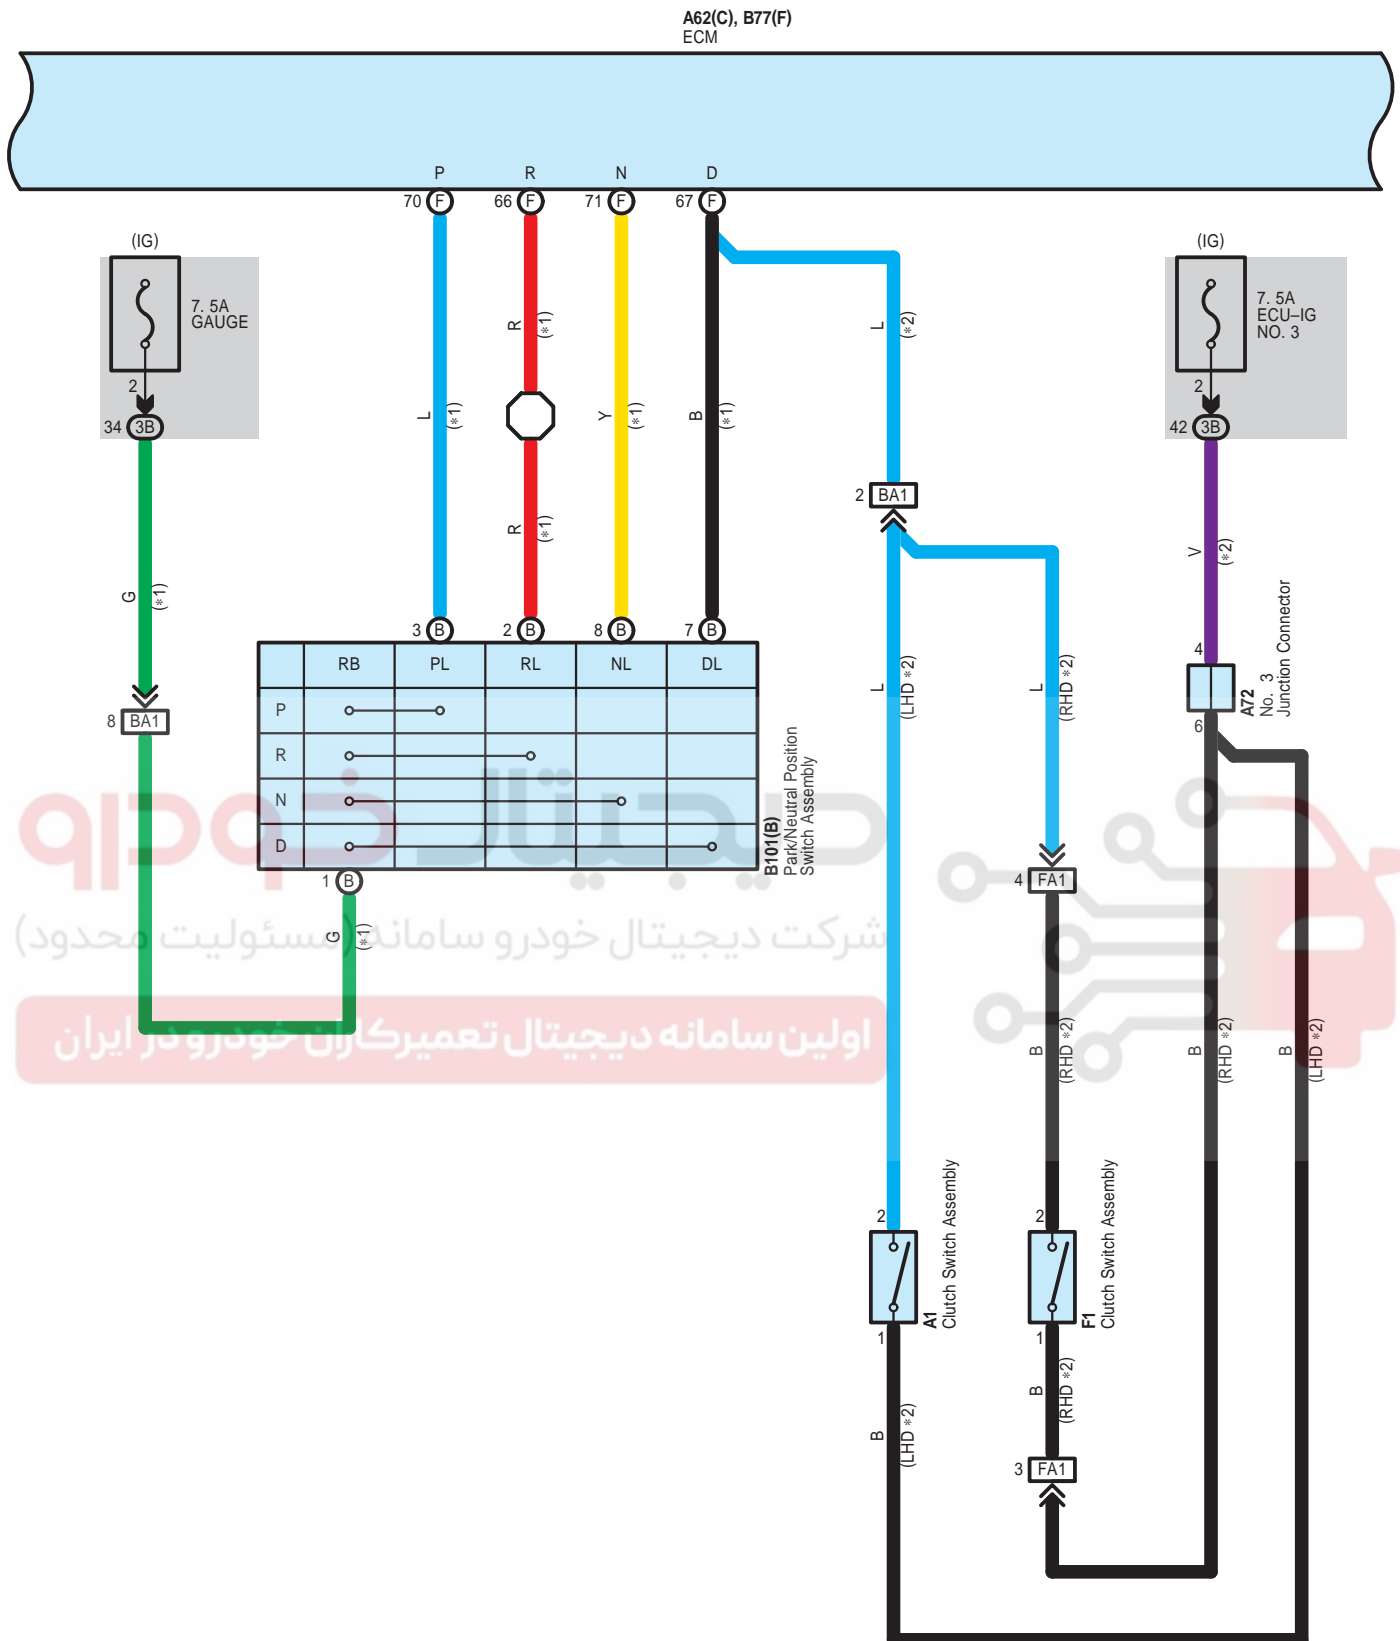 A62(C), B77(F)
ECM
P
R
N
D
70 F
66 F
71 F
67 F
(IG)
7. 5A
GAUGE
2
34 3B
(IG)
7. 5A
ECU–IG
NO. 3
2
42 3B
L
(*1)
R
(*1)
R
(*1)
Y
(*1)
B
(*1)
L
(*2)
2 BA1
G
(*1)
V
(*2)
8 BA1
3 B
2 B
8 B
7 B
RB PL RL NL DL
P
R
N
D
1 B
B101(B)
Park/Neutral Position
Switch Assembly
G
(*1)
L
(LHD *2)
L
(RHD *2)
4
A72
No. 3
Junction Connector
6
4 FA1
B
(RHD *2)
B
(RHD *2)
B
(LHD *2)
2
A1
Clutch Switch Assembly
1
2
F1
Clutch Switch Assembly
1
B
(LHD *2)
B
(RHD *2)
3 FA1
دیجیتال خودرو
شرکت دیجیتال خودرو سامانه (مسئولیت محدود)
اولین سامانه دیجیتال تعمیرکاران خودرو در ایران